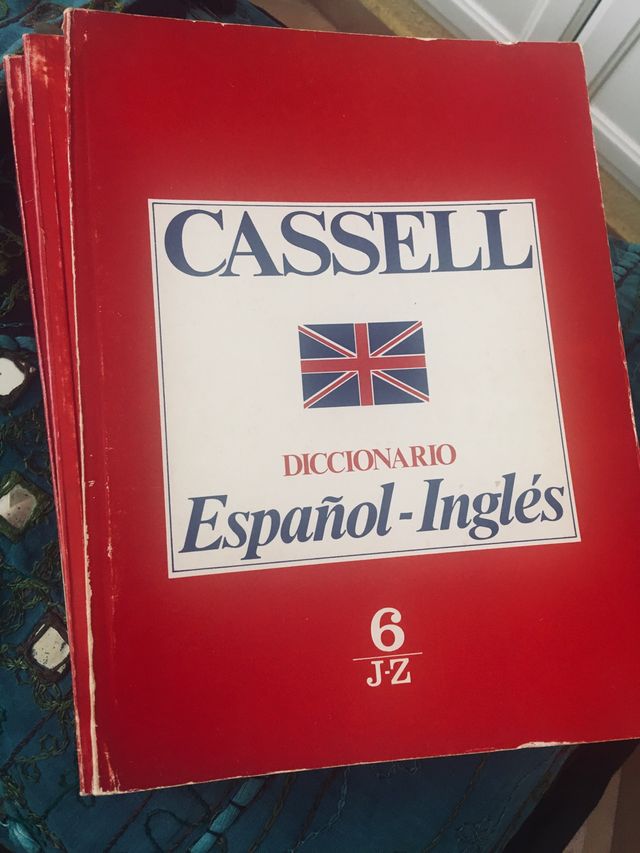 CASSELL
DICCIONARIO
Español-Inglés
6
J-Z